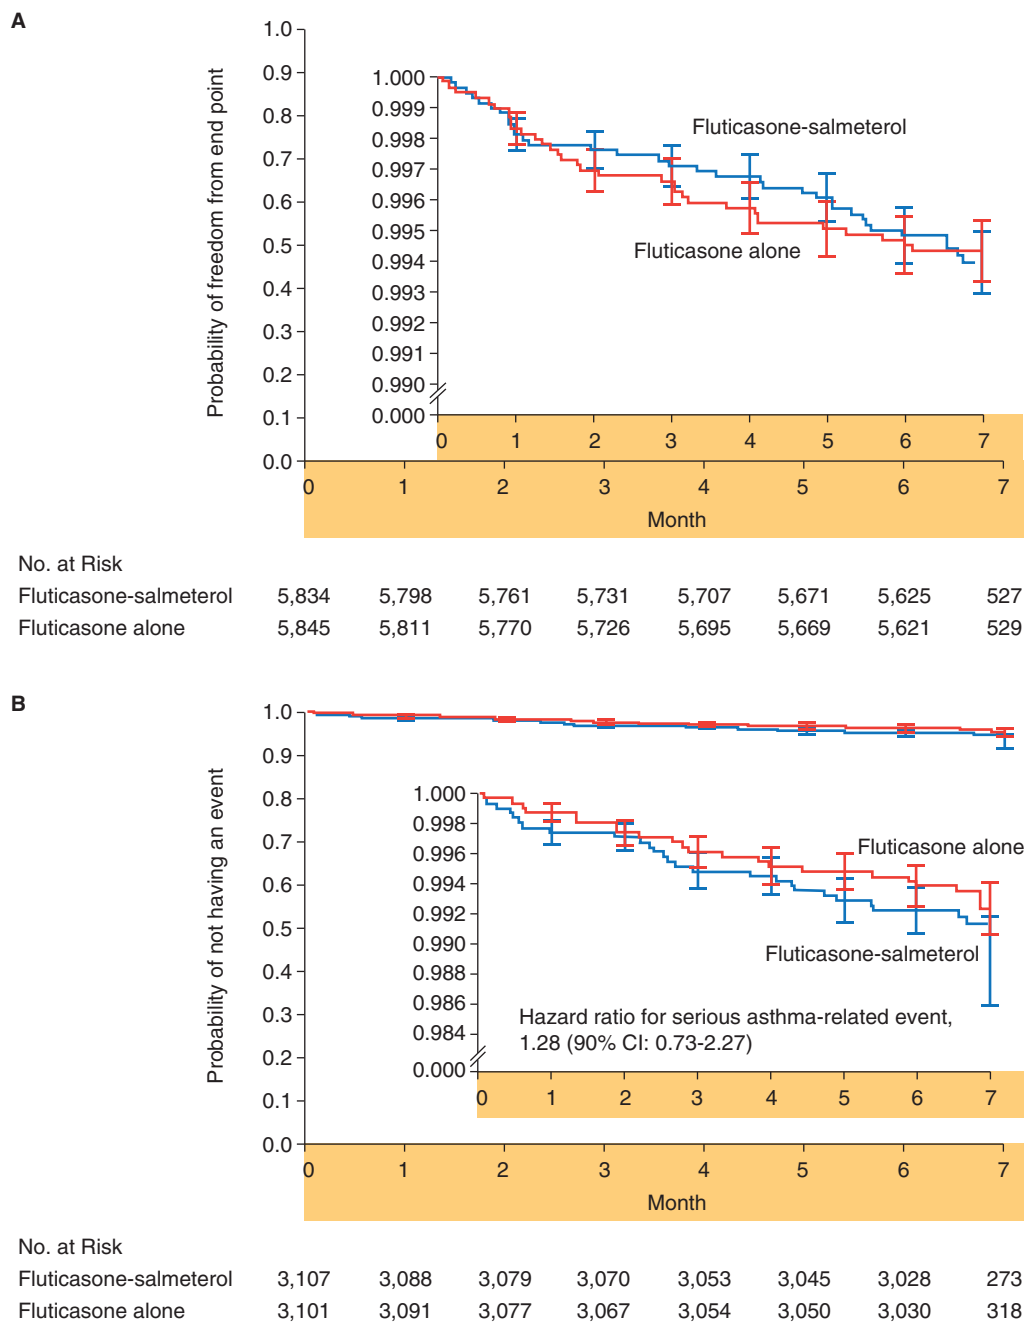 A
1.0
0.9
0.8
0.7
0.6
0.5
0.4
0.3
0.2
0.1
0.0
Probability of freedom from end point
1.000
0.999
0.998
0.997
0.996
0.995
0.994
0.993
0.992
0.991
0.990
0.000
Fluticasone-salmeterol
Fluticasone alone
0 1 2 3 4 5 6 7
0 1 2 3 4 5 6 7
Month
No. at Risk
Fluticasone-salmeterol 5,834 5,798 5,761 5,731 5,707 5,671 5,625 527
Fluticasone alone 5,845 5,811 5,770 5,726 5,695 5,669 5,621 529
B
1.0
0.9
0.8
0.7
0.6
0.5
0.4
0.3
0.2
0.1
0.0
Probability of not having an event
1.000
0.998
0.996
0.994
0.992
0.990
0.988
0.986
0.984
0.000
Fluticasone alone
Fluticasone-salmeterol
Hazard ratio for serious asthma-related event,
1.28 (90% CI: 0.73-2.27)
0 1 2 3 4 5 6 7
0 1 2 3 4 5 6 7
Month
No. at Risk
Fluticasone-salmeterol 3,107 3,088 3,079 3,070 3,053 3,045 3,028 273
Fluticasone alone 3,101 3,091 3,077 3,067 3,054 3,050 3,030 318